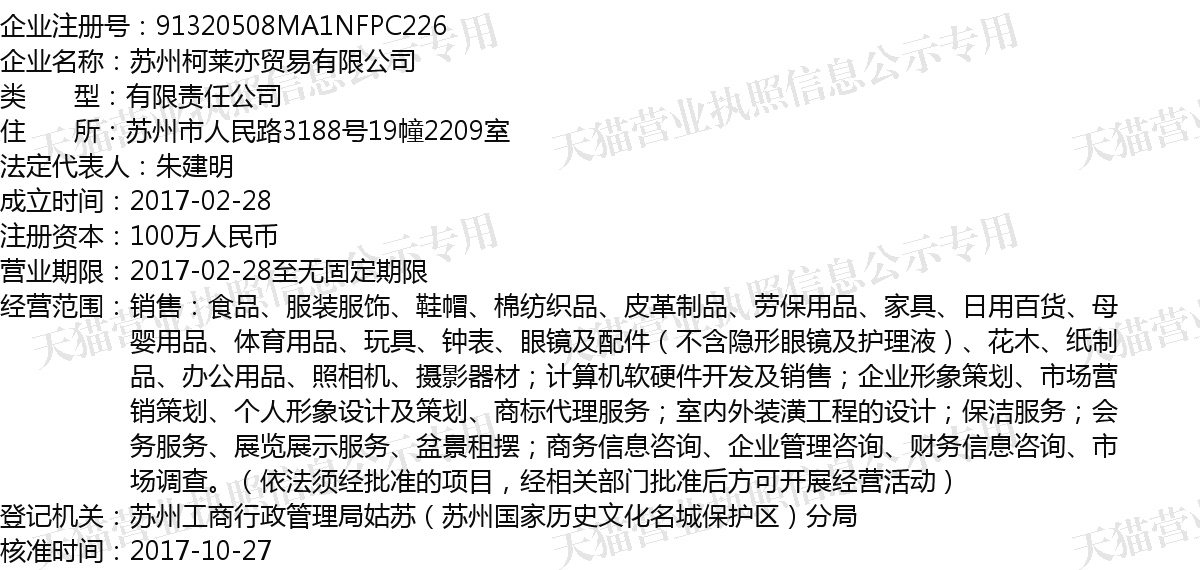 企业注册号：91320508MA1NFPC226
企业名称：苏州柯莱亦贸易有限公司
类　　型：有限责任公司
住　　所：苏州市人民路3188号19幢2209室
法定代表人：朱建明
成立时间：2017-02-28
注册资本：100万人民币
营业期限：2017-02-28至无固定期限
经营范围：销售：食品、服装服饰、鞋帽、棉纺织品、皮革制品、劳保用品、家具、日用百货、母
婴用品、体育用品、玩具、钟表、眼镜及配件（不含隐形眼镜及护理液）、花木、纸制
品、办公用品、照相机、摄影器材；计算机软硬件开发及销售；企业形象策划、市场营
销策划、个人形象设计及策划、商标代理服务；室内外装潢工程的设计；保洁服务；会
务服务、展览展示服务、盆景租摆；商务信息咨询、企业管理咨询、财务信息咨询、市
场调查。（依法须经批准的项目，经相关部门批准后方可开展经营活动）
登记机关：苏州工商行政管理局姑苏（苏州国家历史文化名城保护区）分局
核准时间：2017-10-27
天猫营业执照信息公示专用